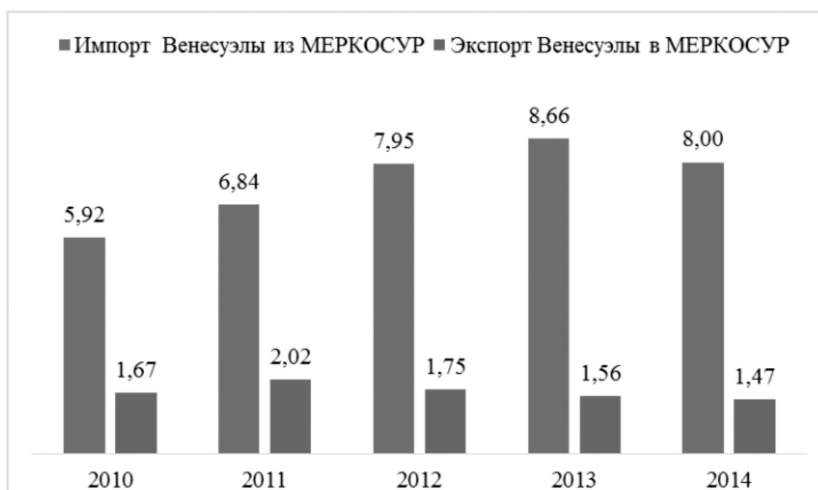 Импорт Венесуэлы из МЕРКОСУР Экспорт Венесуэлы в МЕРКОСУР
8,66
7,95 8,00
6,84
5,92
2,02
1,67 1,75 1,56 1,47
2010 2011 2012 2013 2014